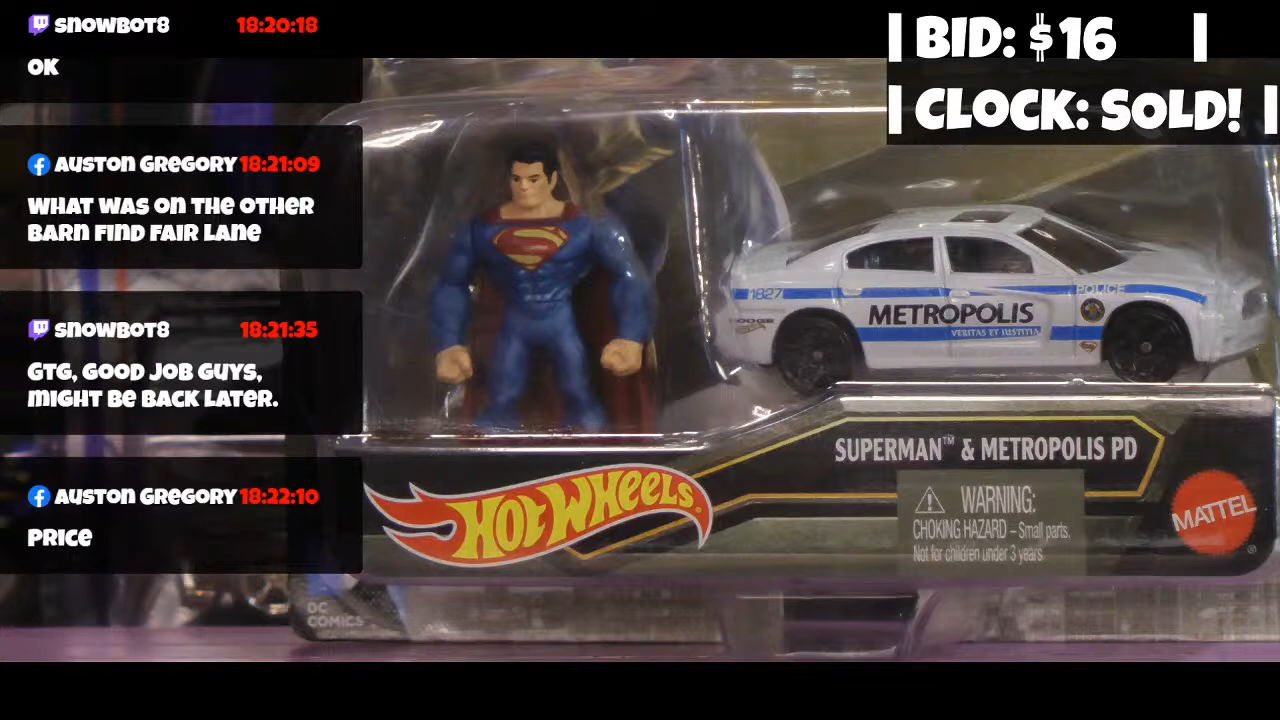 SNOWBOT8 18:20:18
OK
AUSTON GREGORY 18:21:09
WHAT WAS ON THE OTHER
BARN FIND FAIR LANE
SNOWBOT8 18:21:35
GTG, GOOD JOB GUYS,
MIGHT BE BACK LATER.
AUSTON GREGORY 18:22:10
PRICE
| BID: $16 |
| CLOCK: SOLD! |
1827
POLICE
METROPOLIS
VERITAS ET IUSTITIA
DODGE
SUPERMAN™ & METROPOLIS PD
HOT WHEELS®
WARNING:
CHOKING HAZARD – Small parts.
Not for children under 3 years.
MATTEL
®
DC
COMICS™